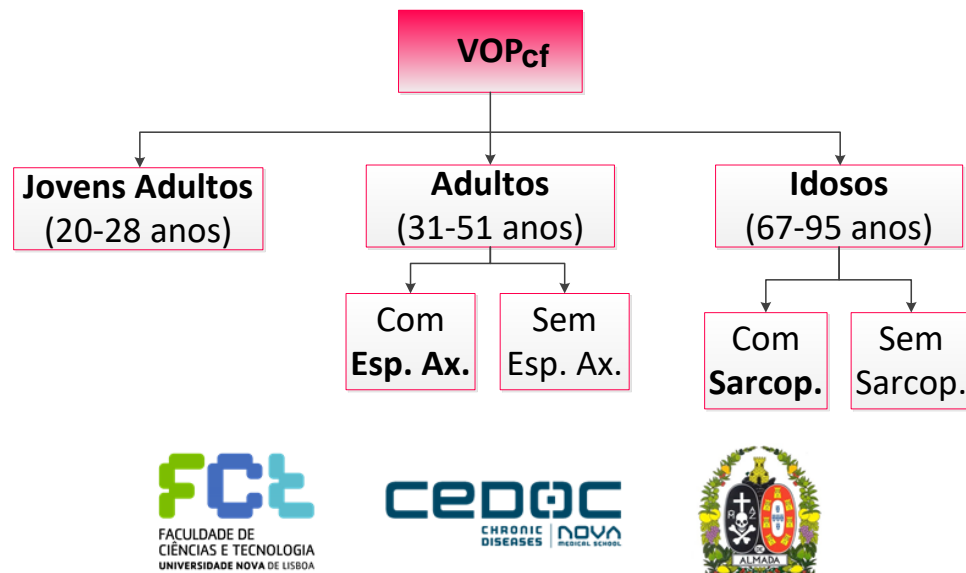 VOPcf
Jovens Adultos
(20-28 anos)
Adultos
(31-51 anos)
Idosos
(67-95 anos)
Com
Esp. Ax.
Sem
Esp. Ax.
Com
Sarcop.
Sem
Sarcop.
FCt
FACULDADE DE
CIÊNCIAS E TECNOLOGIA
UNIVERSIDADE NOVA DE LISBOA
CEDOC
CHRONIC
DISEASES
NOVA
MEDICAL SCHOOL
R A Z
DE
ALMADA